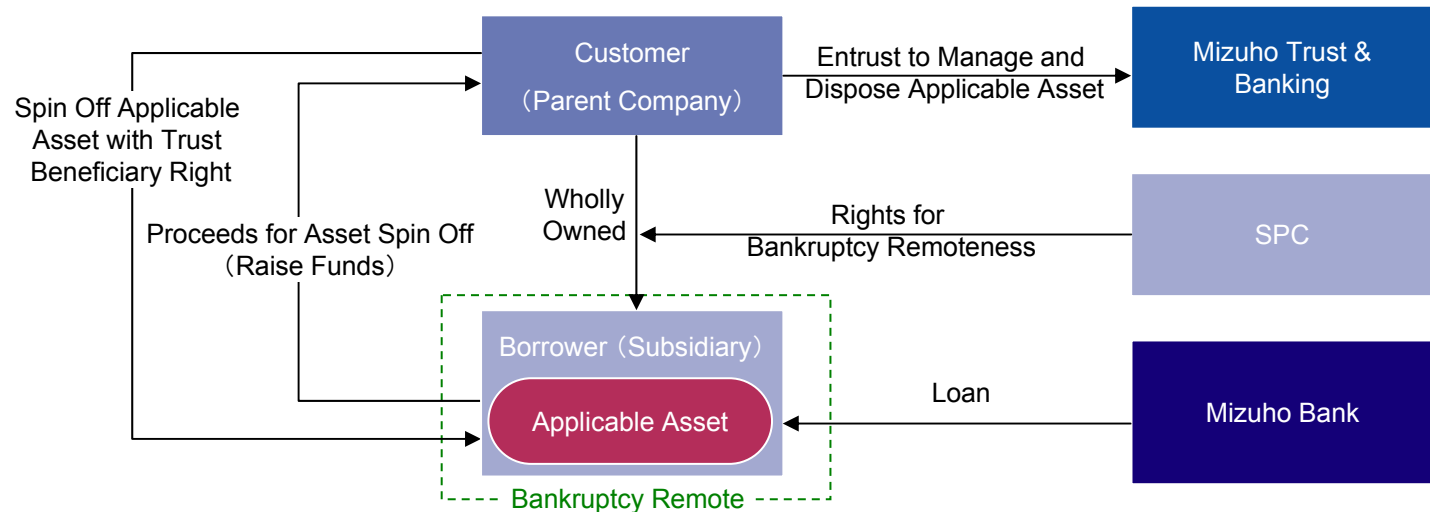 Customer
（Parent Company）
Entrust to Manage and
Dispose Applicable Asset
Mizuho Trust &
Banking
Spin Off Applicable
Asset with Trust
Beneficiary Right
Proceeds for Asset Spin Off
（Raise Funds）
Wholly
Owned
Rights for
Bankruptcy Remoteness
SPC
Borrower（Subsidiary）
Applicable Asset
Loan
Mizuho Bank
Bankruptcy Remote